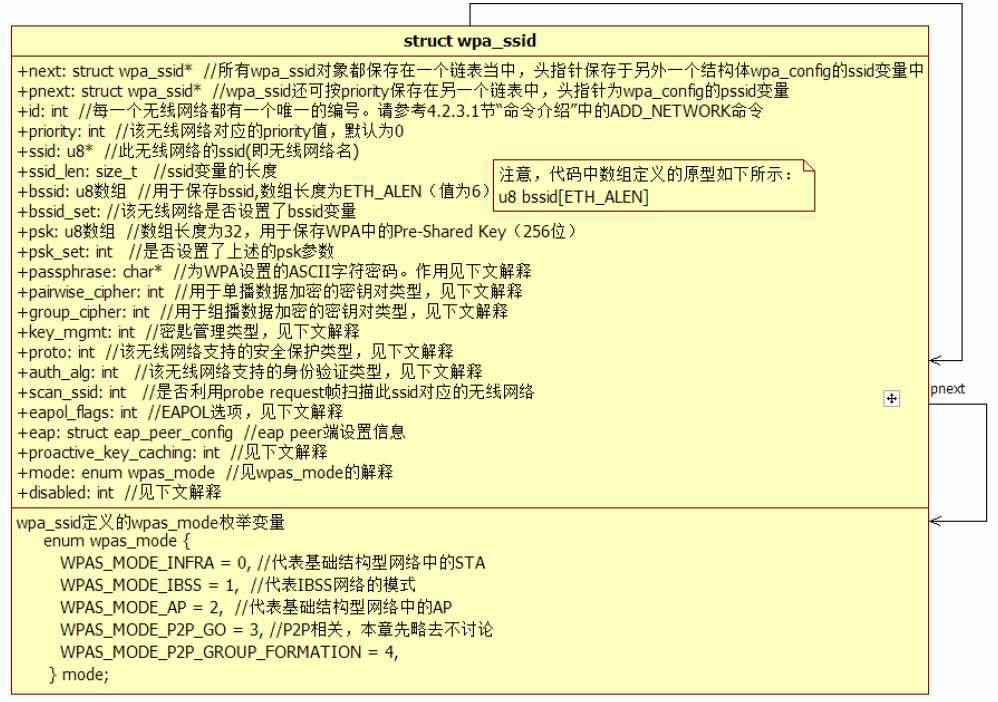 struct wpa_ssid
+next: struct wpa_ssid* //所有wpa_ssid对象都保存在一个链表当中，头指针保存于另外一个结构体wpa_config的ssid变量中
+pnext: struct wpa_ssid* //wpa_ssid还可按priority保存在另一个链表中，头指针为wpa_config的pssid变量
+id: int //每一个无线网络都有一个唯一的编号。请参考4.2.3.1节“命令介绍”中的ADD_NETWORK命令
+priority: int //该无线网络对应的priority值，默认为0
+ssid: u8* //此无线网络的ssid(即无线网络名)
+ssid_len: size_t //ssid变量的长度
+bssid: u8数组 //用于保存bssid,数组长度为ETH_ALEN（值为6）
注意，代码中数组定义的原型如下所示：
u8 bssid[ETH_ALEN]
+bssid_set: //该无线网络是否设置了bssid变量
+psk: u8数组 //数组长度为32，用于保存WPA中的Pre-Shared Key（256位）
+psk_set: int //是否设置了上述的psk参数
+passphrase: char* //为WPA设置的ASCII字符密码。作用见下文解释
+pairwise_cipher: int //用于单播数据加密的密钥对类型，见下文解释
+group_cipher: int //用于组播数据加密的密钥对类型，见下文解释
+key_mgmt: int //密匙管理类型，见下文解释
+proto: int //该无线网络支持的安全保护类型，见下文解释
+auth_alg: int //该无线网络支持的身份验证类型，见下文解释
+scan_ssid: int //是否利用probe request帧扫描此ssid对应的无线网络
+eapol_flags: int //EAPOL选项，见下文解释
+eap: struct eap_peer_config //eap peer端设置信息
+proactive_key_caching: int //见下文解释
+mode: enum wpas_mode //见wpas_mode的解释
+disabled: int //见下文解释
pnext
wpa_ssid定义的wpas_mode枚举变量
enum wpas_mode {
WPAS_MODE_INFRA = 0, //代表基础结构型网络中的STA
WPAS_MODE_IBSS = 1, //代表IBSS网络的模式
WPAS_MODE_AP = 2, //代表基础结构型网络中的AP
WPAS_MODE_P2P_GO = 3, //P2P相关，本章先略去不讨论
WPAS_MODE_P2P_GROUP_FORMATION = 4,
} mode;